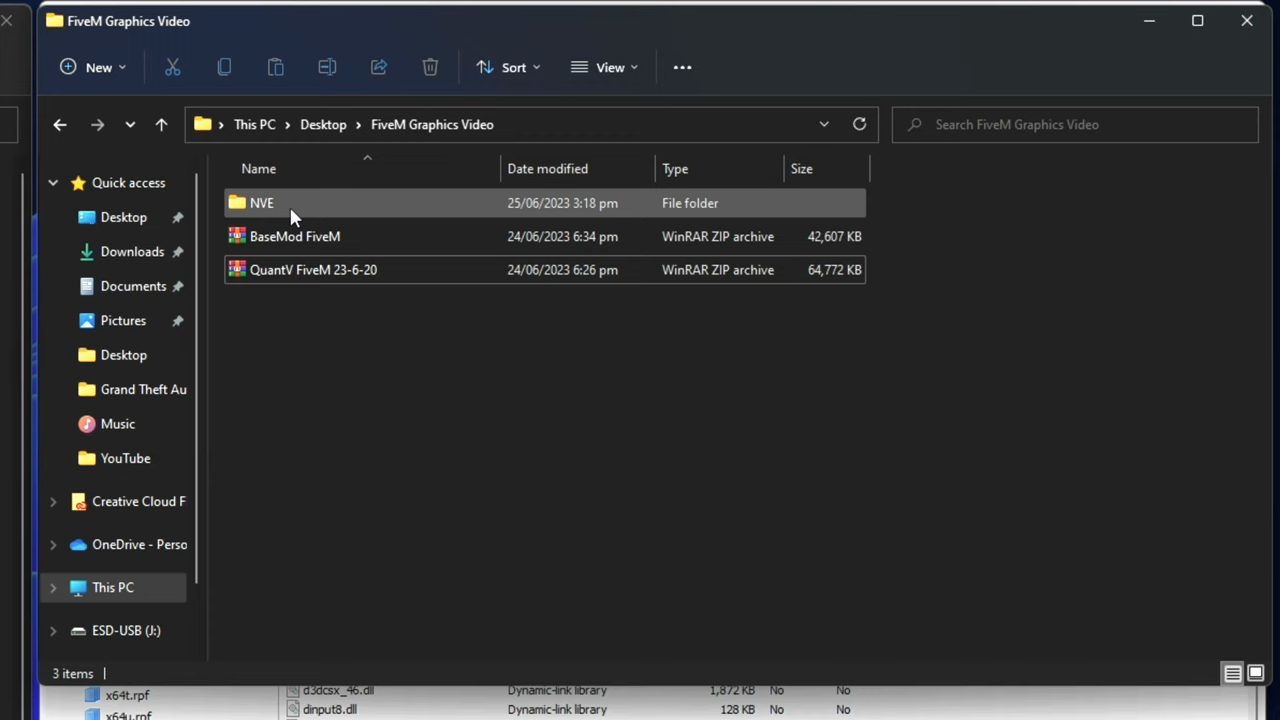 FiveM Graphics Video
New
Sort
View
This PC > Desktop > FiveM Graphics Video
Search FiveM Graphics Video
Name Date modified Type Size
Quick access
Desktop
Downloads
Documents
Pictures
Desktop
Grand Theft Au
Music
YouTube
Creative Cloud F
OneDrive - Perso
This PC
ESD-USB (J:)
NVE 25/06/2023 3:18 pm File folder
BaseMod FiveM 24/06/2023 6:34 pm WinRAR ZIP archive 42,607 KB
QuantV FiveM 23-6-20 24/06/2023 6:26 pm WinRAR ZIP archive 64,772 KB
3 items
x64t.rpf d3dcsx_46.dll Dynamic-link library 1,872 KB No No
x64u.rpf dinput8.dll Dynamic-link library 128 KB No No